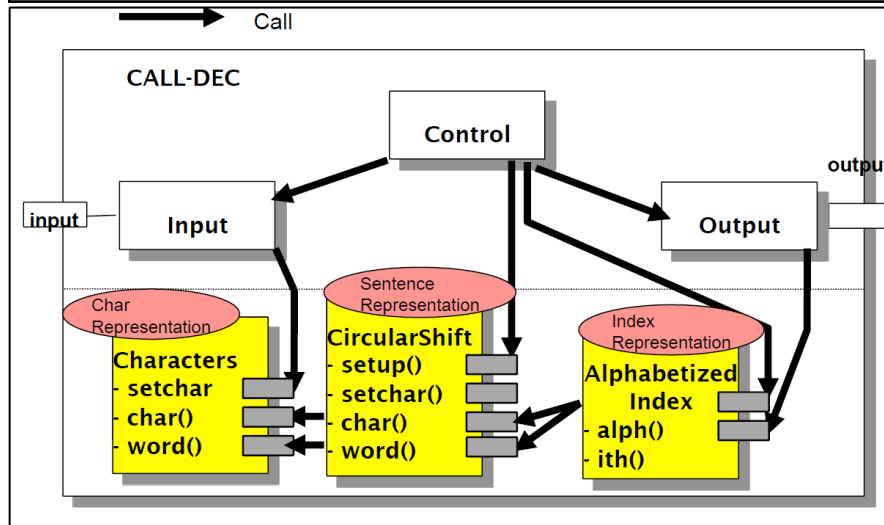 Call
CALL-DEC
Control
input
Input
output
Output
Char
Representation
Characters
- setchar
- char()
- word()
Sentence
Representation
CircularShift
- setup()
- setchar()
- char()
- word()
Index
Representation
Alphabetized
Index
- alph()
- ith()